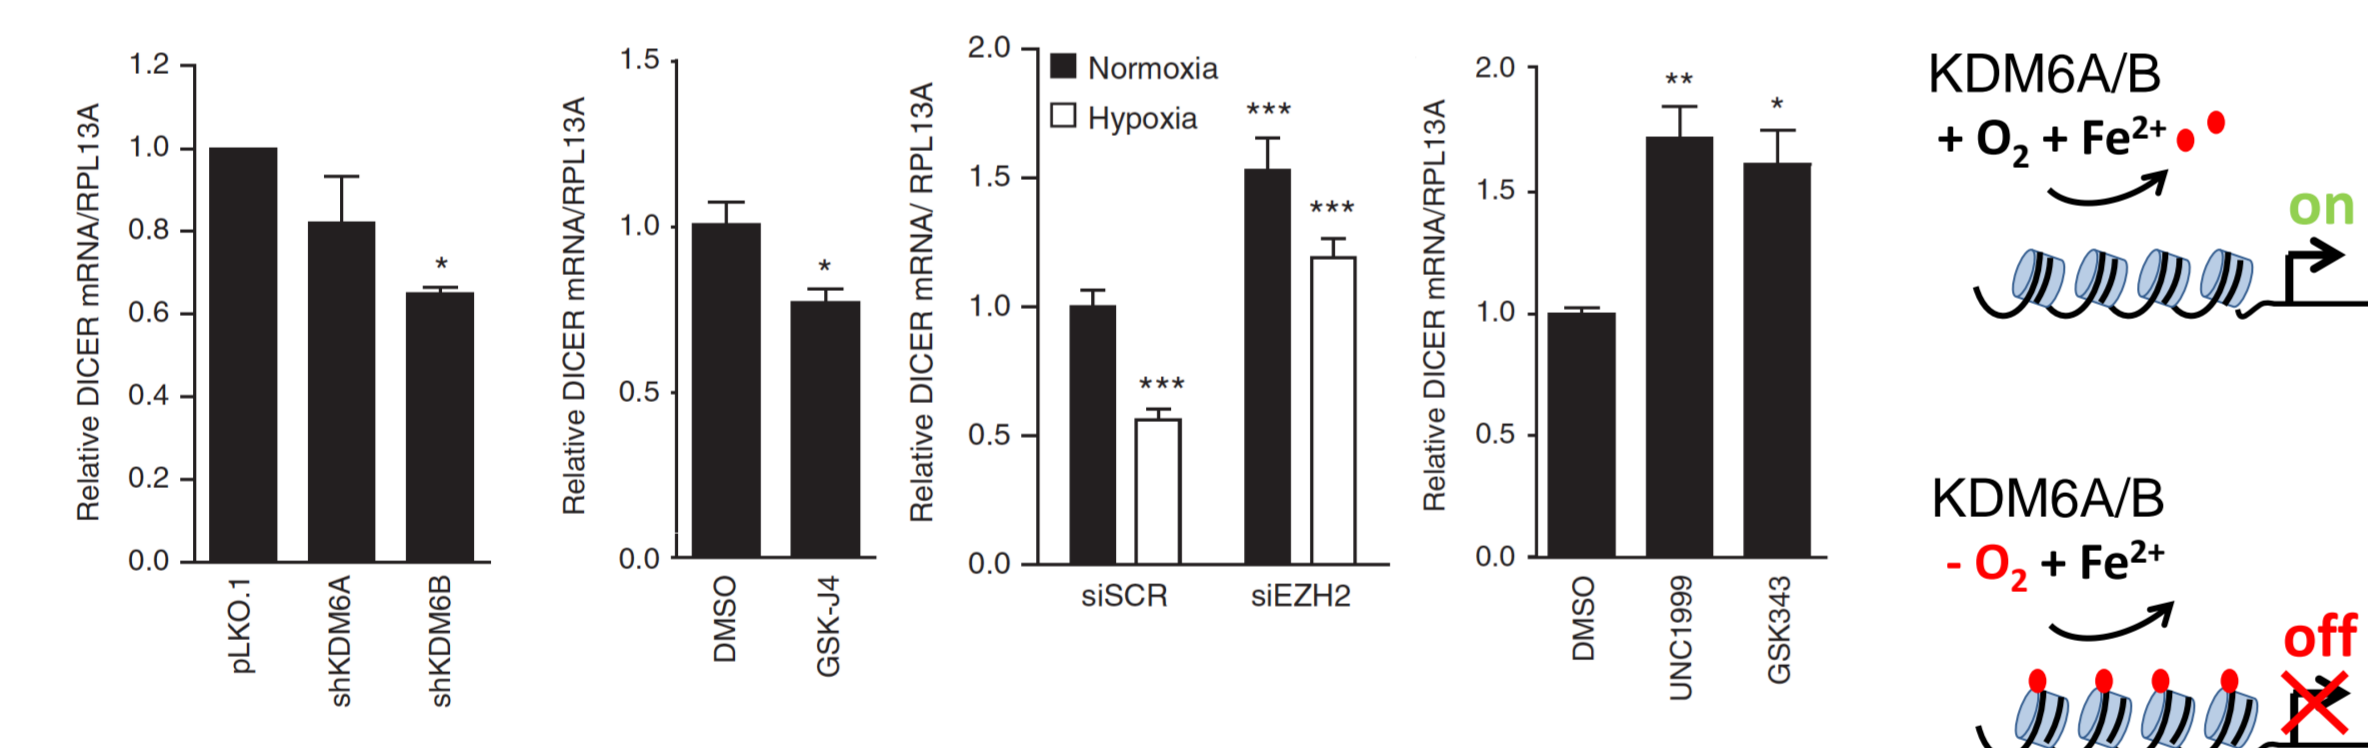 Relative DICER mRNA/RPL13A
1.2
1.0
0.8
0.6
0.4
0.2
0.0
*
pLKO.1
shKDM6A
shKDM6B
Relative DICER mRNA/RPL13A
1.5
1.0
0.5
0.0
*
DMSO
GSK-J4
Relative DICER mRNA/ RPL13A
2.0
1.5
1.0
0.5
0.0
Normoxia
Hypoxia
***
***
***
siSCR
siEZH2
Relative DICER mRNA/RPL13A
2.0
1.5
1.0
0.5
0.0
**
*
DMSO
UNC1999
GSK343
KDM6A/B
+ O2 + Fe2+
on
KDM6A/B
- O2 + Fe2+
off